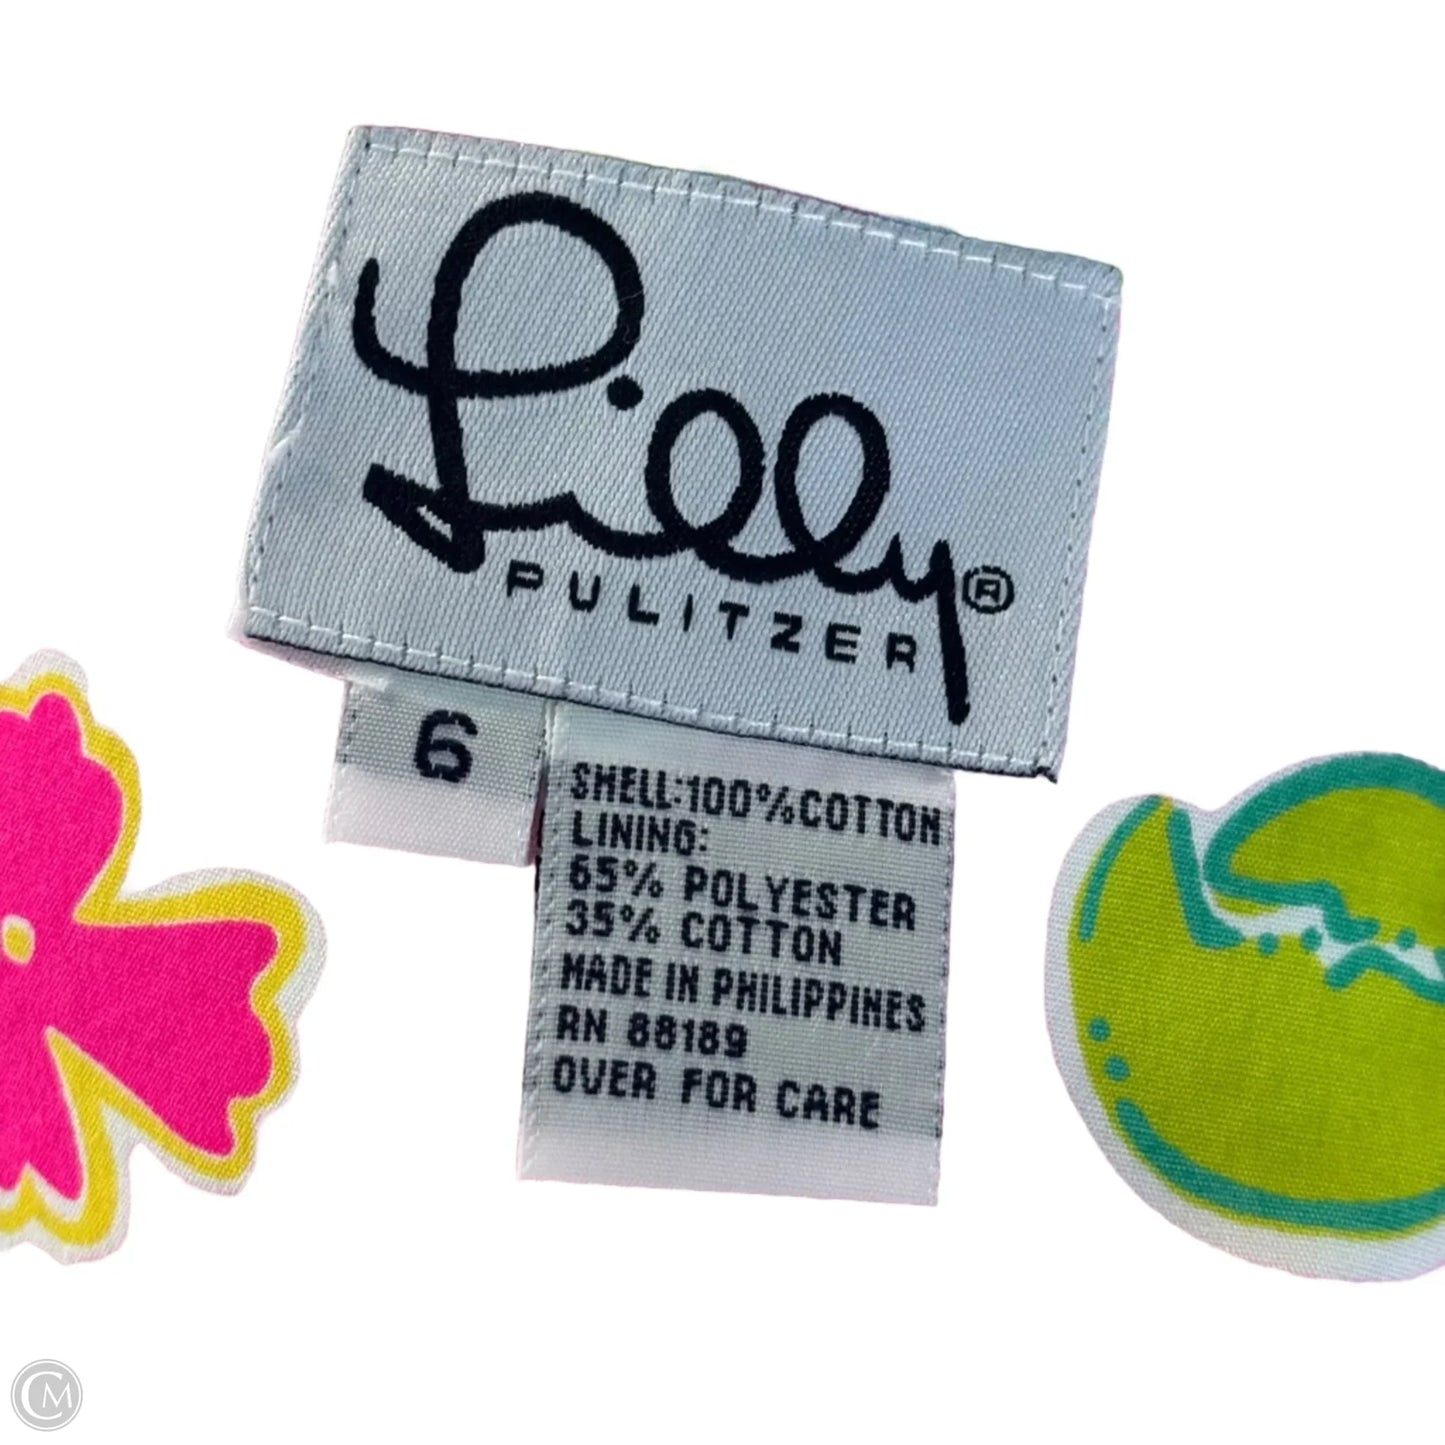 Lilly®
PULITZER
6
SHELL:100%COTTON
LINING:
65% POLYESTER
35% COTTON
MADE IN PHILIPPINES
RN 88189
OVER FOR CARE
CM